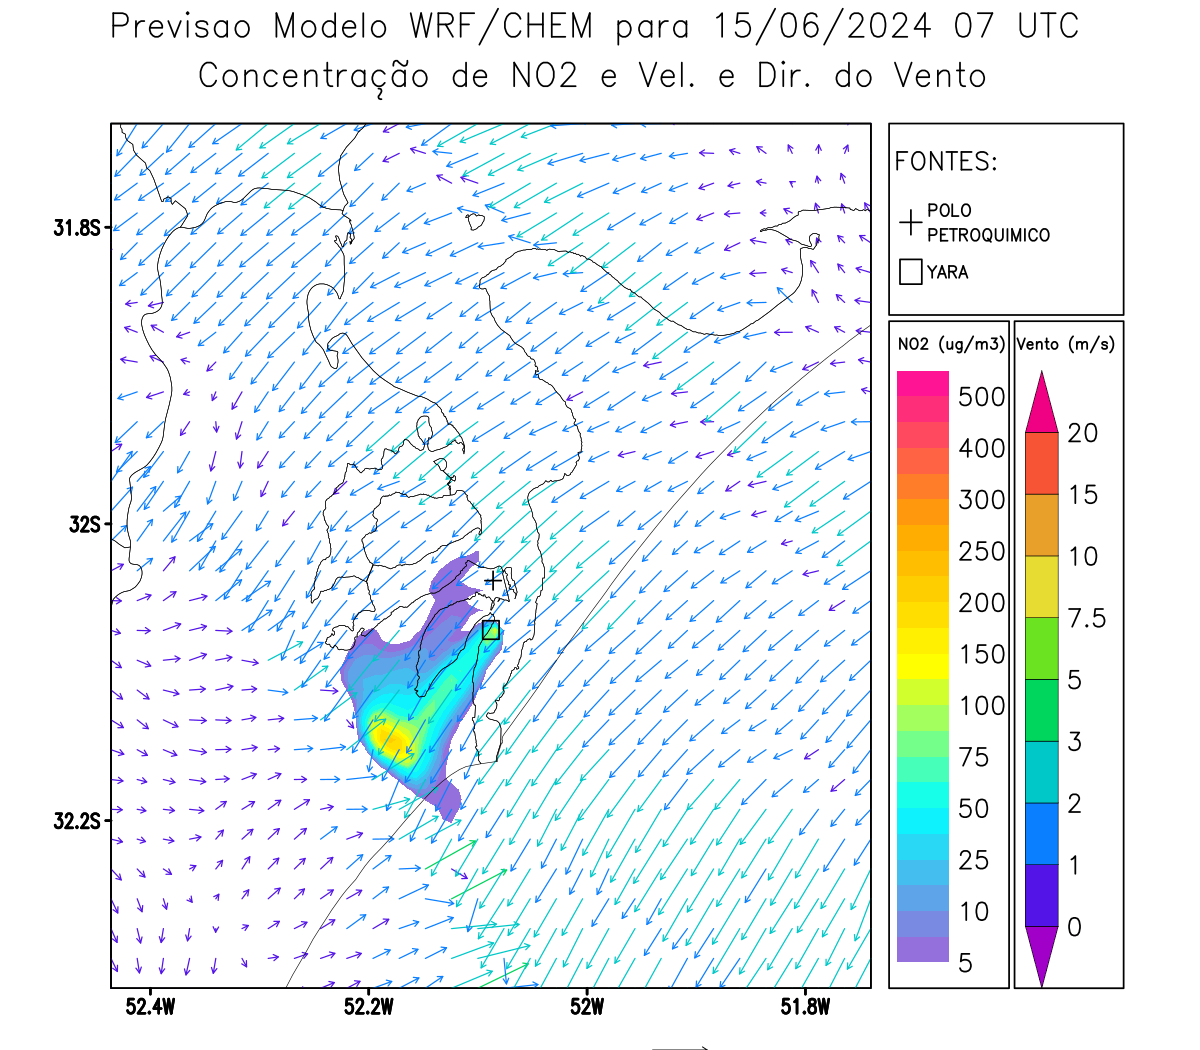 Previsao Modelo WRF/CHEM para 15/06/2024 07 UTC
Concentração de NO2 e Vel. e Dir. do Vento
FONTES:
POLO
PETROQUIMICO
YARA
NO2 (ug/m3)
500
400
300
250
200
150
100
75
50
25
10
5
Vento (m/s)
20
15
10
7.5
5
3
2
1
0
31.8S
32S
32.2S
52.4W
52.2W
52W
51.8W